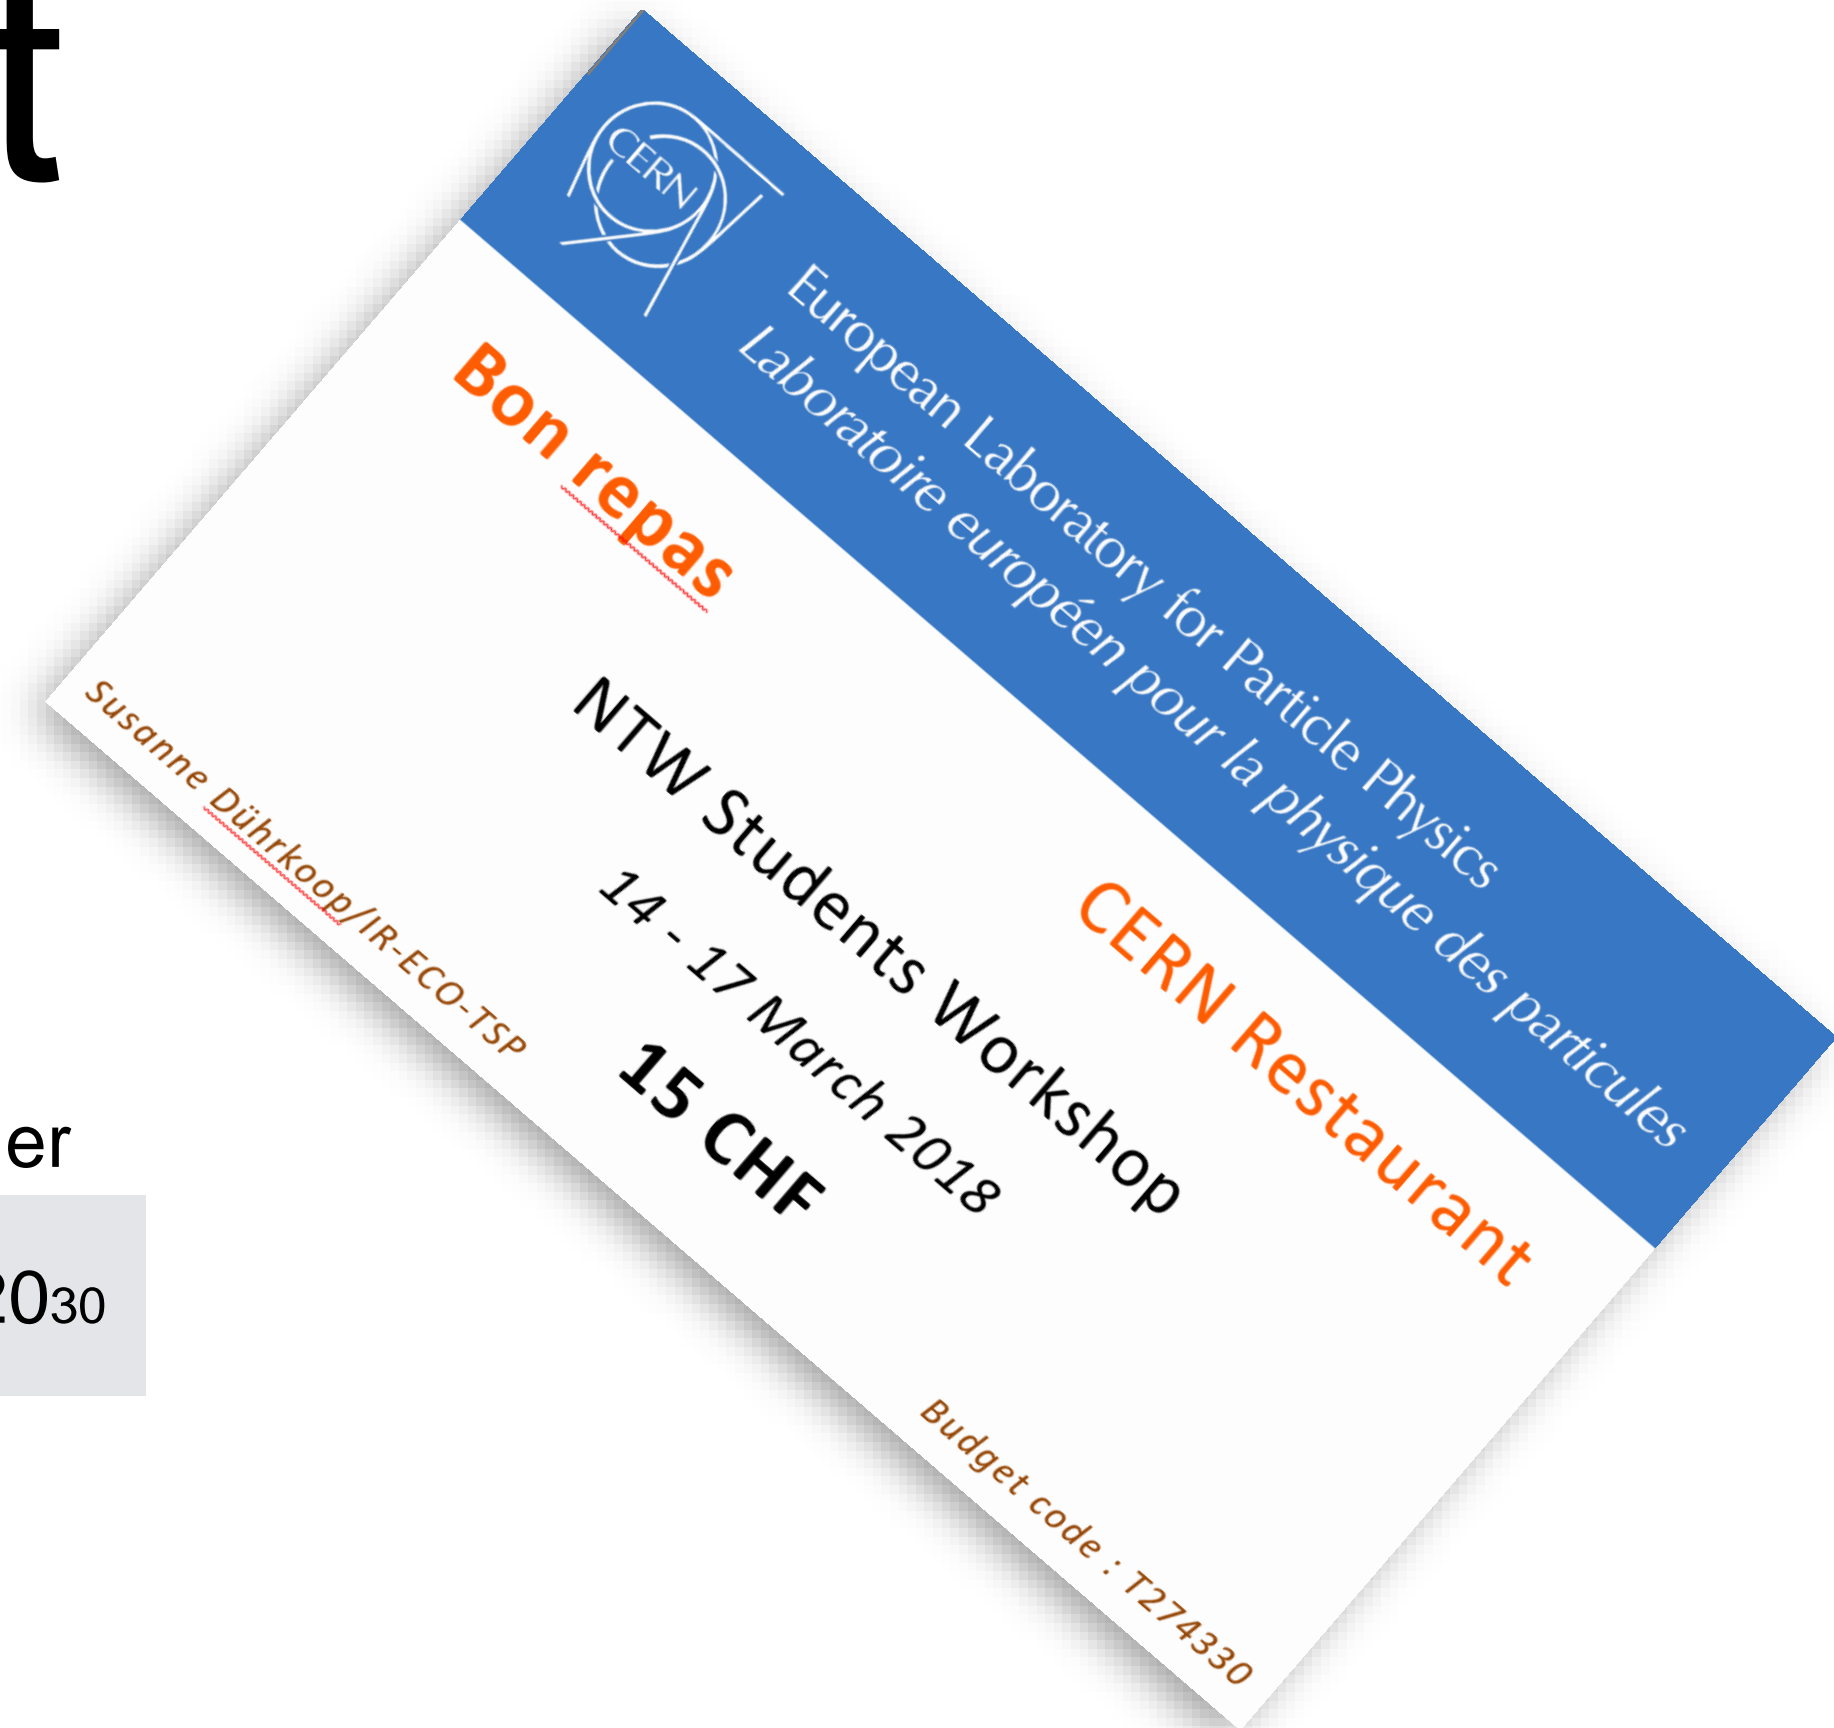 t
CERN
European Laboratory for Particle Physics
Laboratoire européen pour la physique des particules
Bon repas
CERN Restaurant
NTW Students Workshop
14 - 17 March 2018
15 CHF
Susanne Dührkoop/IR-ECO-TSP
Budget code : T274330
er
2030